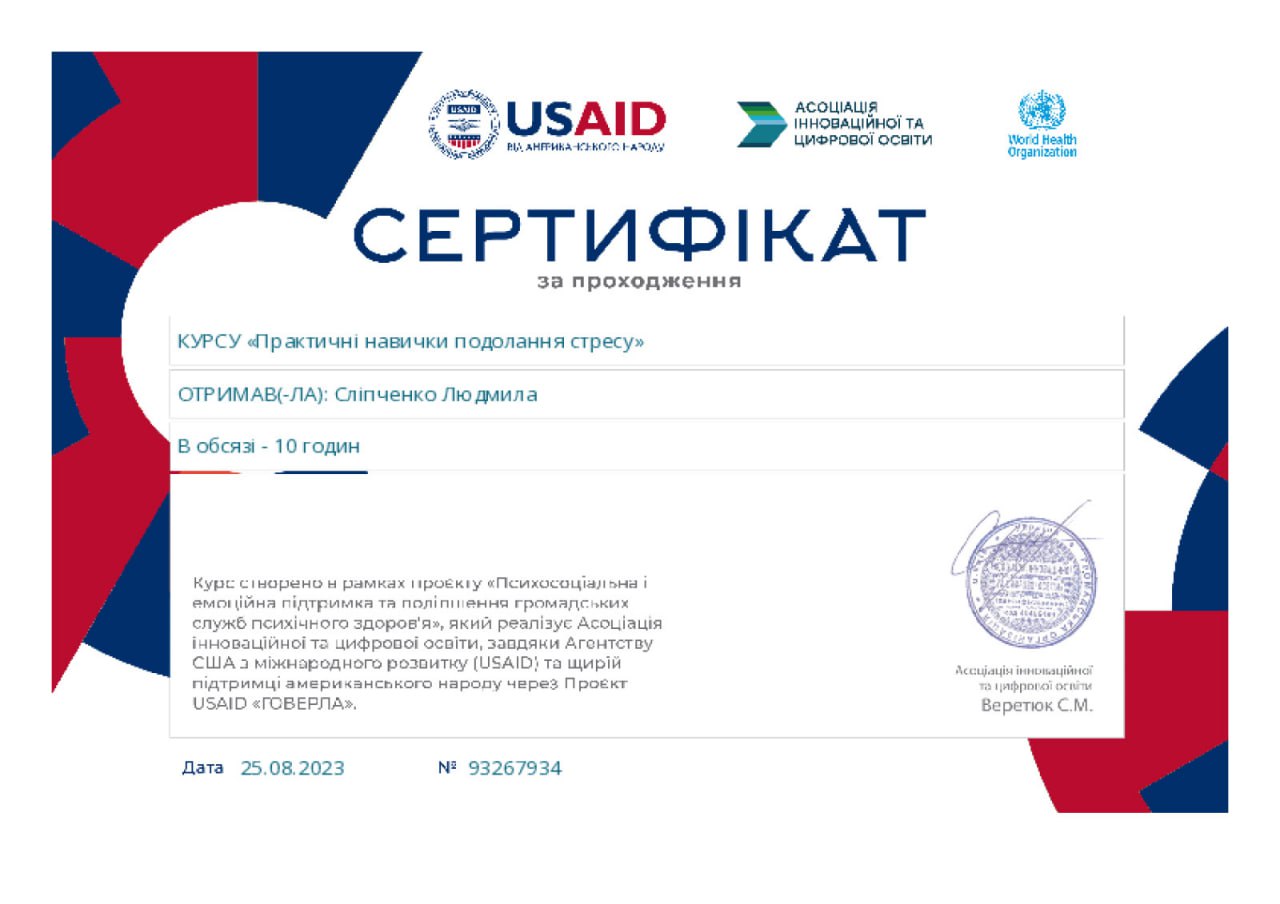 USAID
USAID
ВІД АМЕРИКАНСЬКОГО НАРОДУ
АСОЦІАЦІЯ
ІННОВАЦІЙНОЇ ТА
ЦИФРОВОЇ ОСВІТИ
World Health
Organization
СЕРТИФІКАТ
за проходження
КУРСУ «Практичні навички подолання стресу»
ОТРИМАВ(-ЛА): Сліпченко Людмила
В обсязі - 10 годин
Курс створено в рамках проєкту «Психосоціальна і
емоційна підтримка та поліпшення громадських
служб психічного здоров'я», який реалізує Асоціація
інноваційної та цифрової освіти, завдяки Агентству
США з міжнародного розвитку (USAID) та щирій
підтримці американського народу через Проєкт
USAID «ГОВЕРЛА».
Асоціація інноваційної
та цифрової освіти
Веретюк С.М.
Дата 25.08.2023 № 93267934